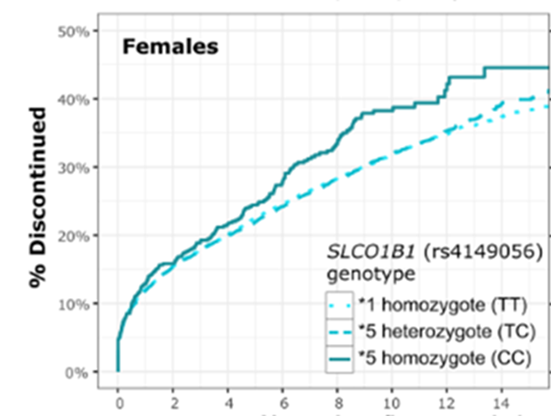 50%
Females
40%
30%
20%
10%
0%
% Discontinued
SLCO1B1 (rs4149056)
genotype
*1 homozygote (TT)
*5 heterozygote (TC)
*5 homozygote (CC)
0 2 4 6 8 10 12 14